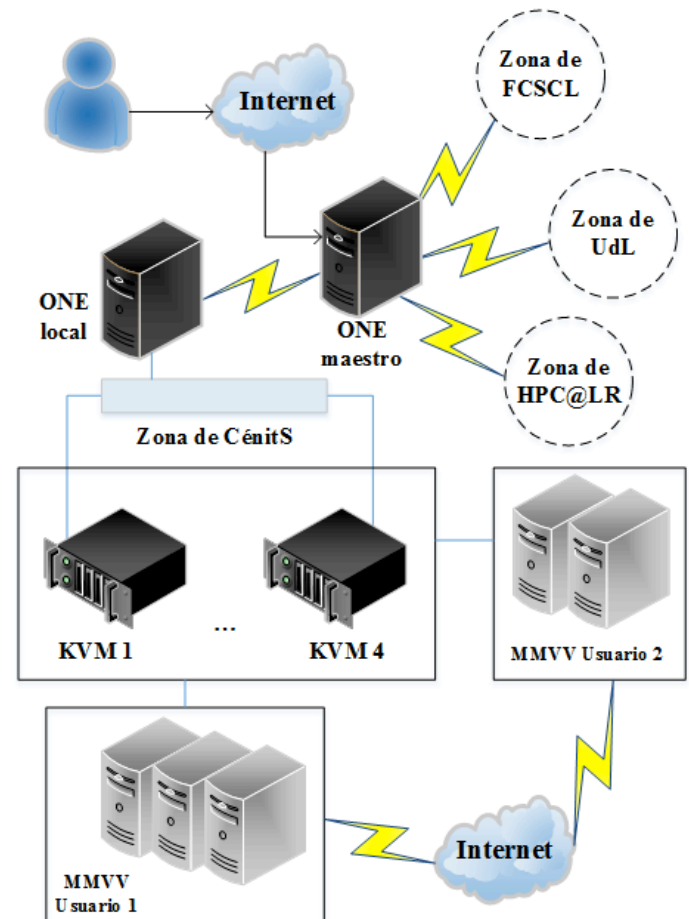 Zona de
FCSCL
Internet
Zona de
UdL
ONE
local
ONE
maestro
Zona de
HPC@LR
Zona de CénitS
KVM 1
...
KVM 4
MMVV Usuario 2
MMVV
Usuario 1
Internet